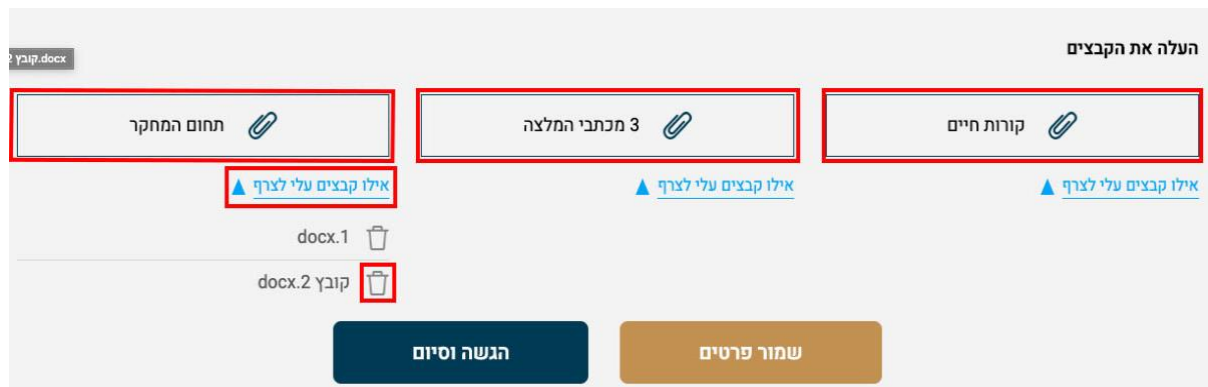 העלה את הקבצים
קובץ 2.docx
קורות חיים
3 מכתבי המלצה
תחום המחקר
אילו קבצים עלי לצרף ▲
אילו קבצים עלי לצרף ▲
אילו קבצים עלי לצרף ▲
docx.1
קובץ 2.docx
שמור פרטים
הגשה וסיום